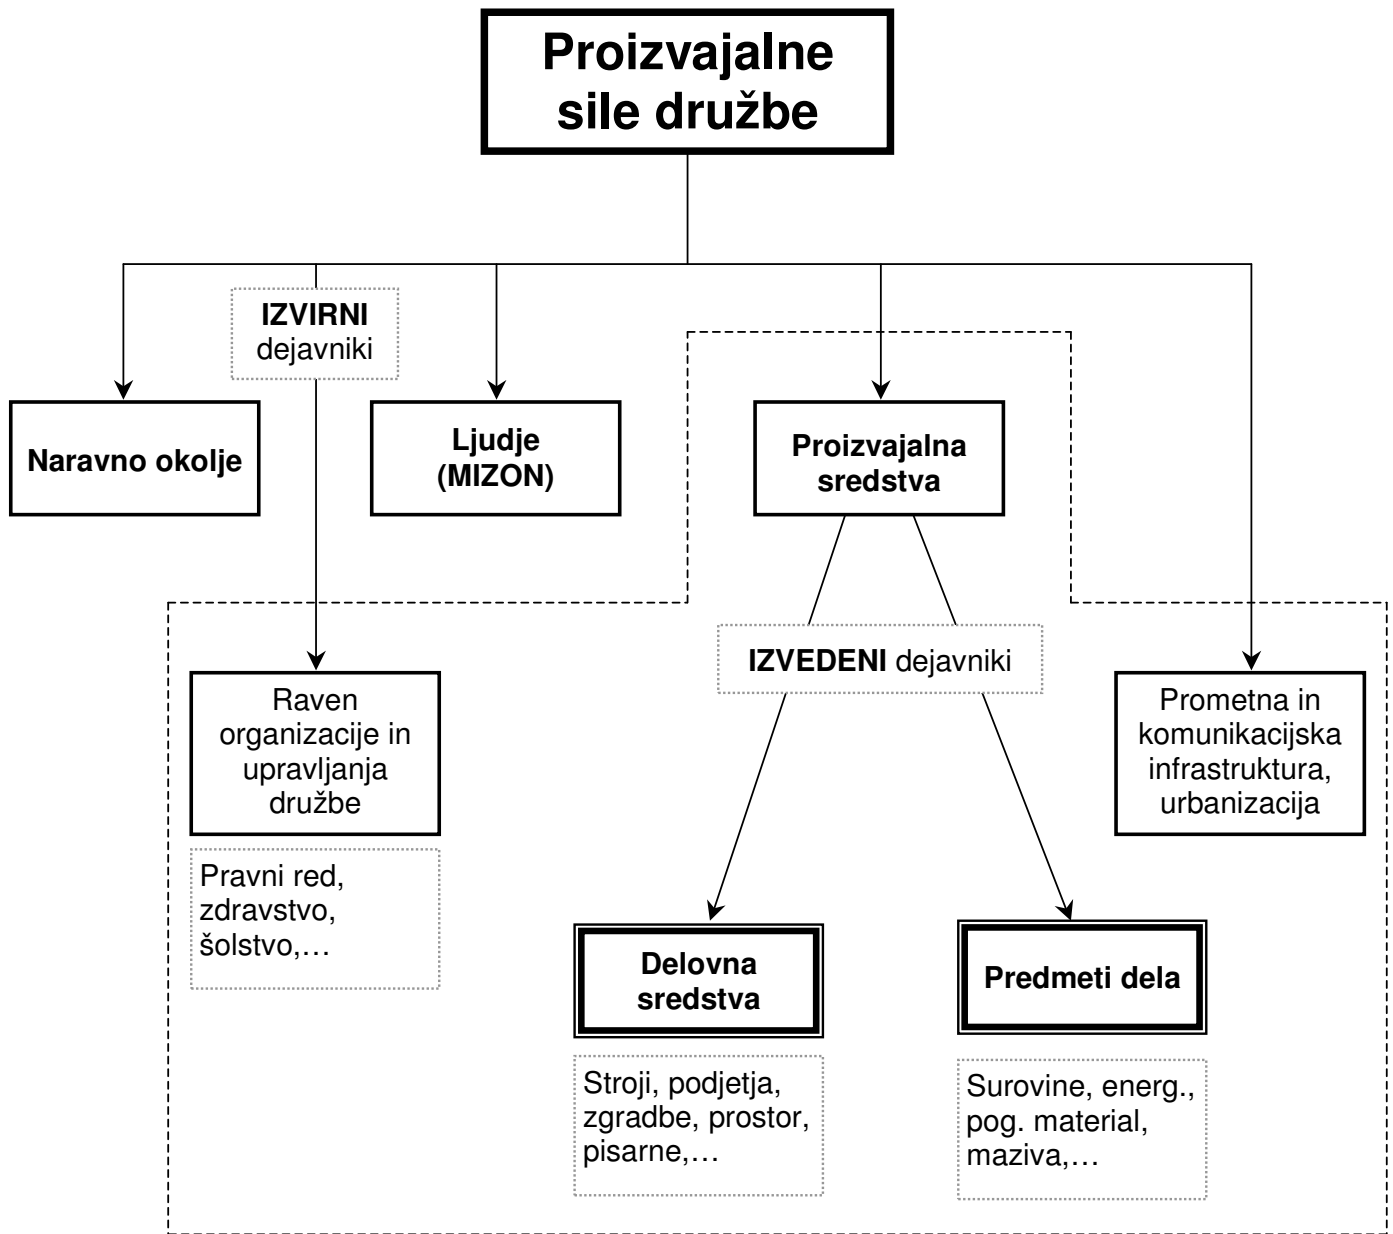 Proizvajalne
sile družbe
IZVIRNI
dejavniki
Naravno okolje
Ljudje
(MIZON)
Proizvajalna
sredstva
IZVEDENI dejavniki
Raven
organizacije in
upravljanja
družbe
Prometna in
komunikacijska
infrastruktura,
urbanizacija
Pravni red,
zdravstvo,
šolstvo,…
Delovna
sredstva
Predmeti dela
Stroji, podjetja,
zgradbe, prostor,
pisarne,…
Surovine, energ.,
pog. material,
maziva,…